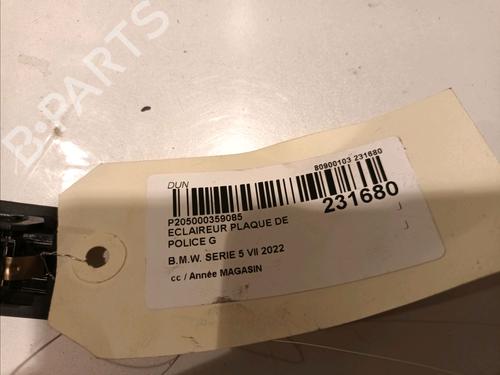 B-PARTS
DUN
80900103 231680
P205000359085
231680
ECLAIREUR PLAQUE DE
POLICE G
B.M.W. SERIE 5 VII 2022
cc / Année MAGASIN